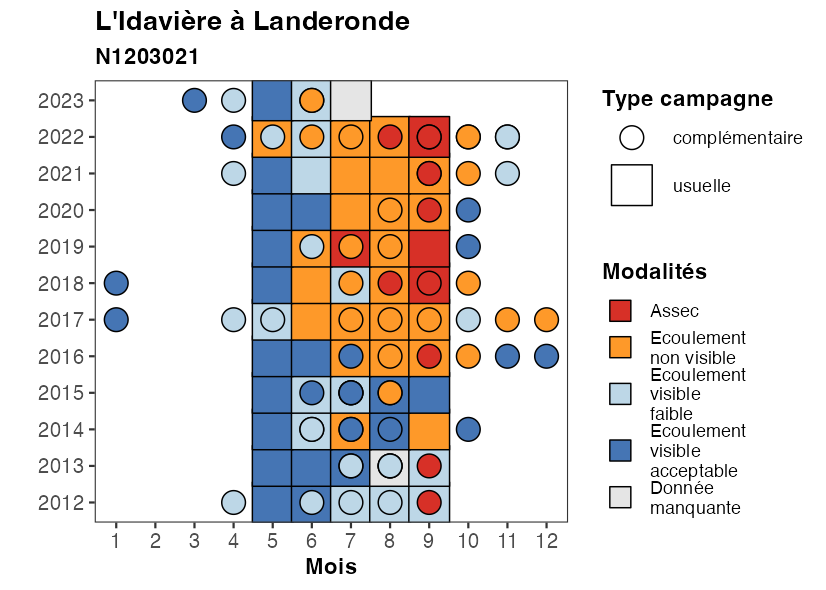 L'Idavière à Landeronde
N1203021
2023
2022
2021
2020
2019
2018
2017
2016
2015
2014
2013
2012
1 2 3 4 5 6 7 8 9 10 11 12
Mois
Type campagne
complémentaire
usuelle
Modalités
Assec
Ecoulement
non visible
Ecoulement
visible
faible
Ecoulement
visible
acceptable
Donnée
manquante